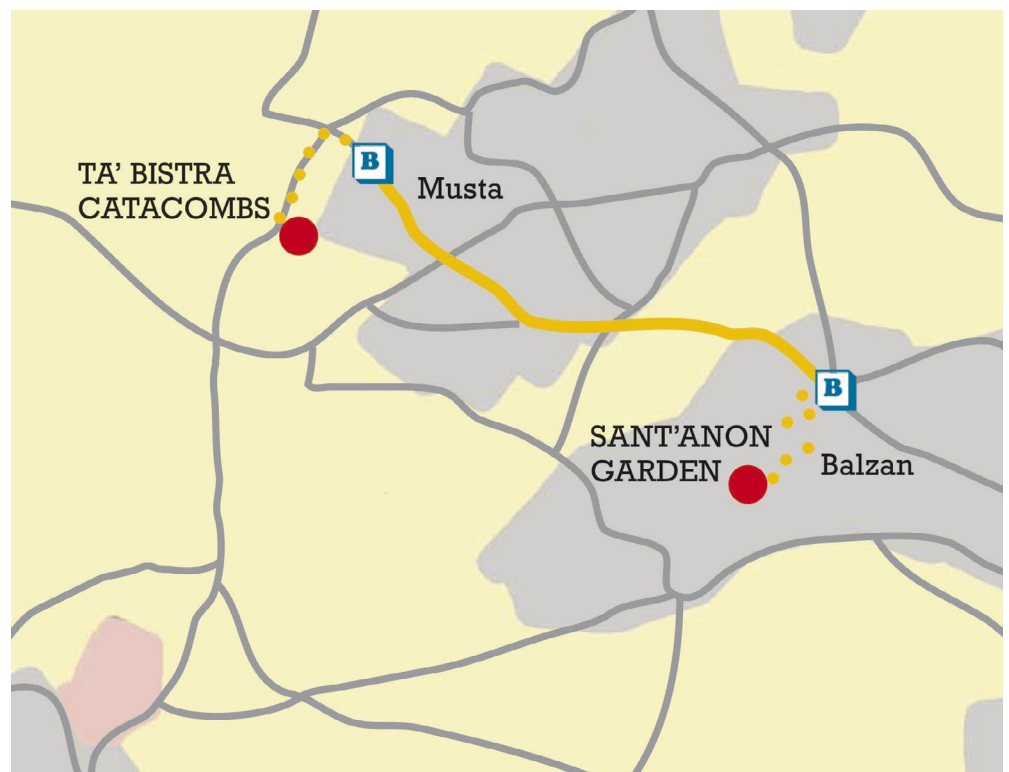 B
TA' BISTRA
CATACOMBS
Musta
B
SANT'ANON
GARDEN
Balzan